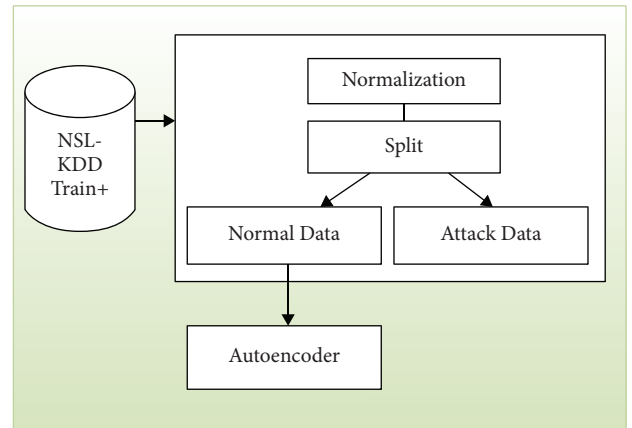 NSL-
KDD
Train+
Normalization
Split
Normal Data
Attack Data
Autoencoder